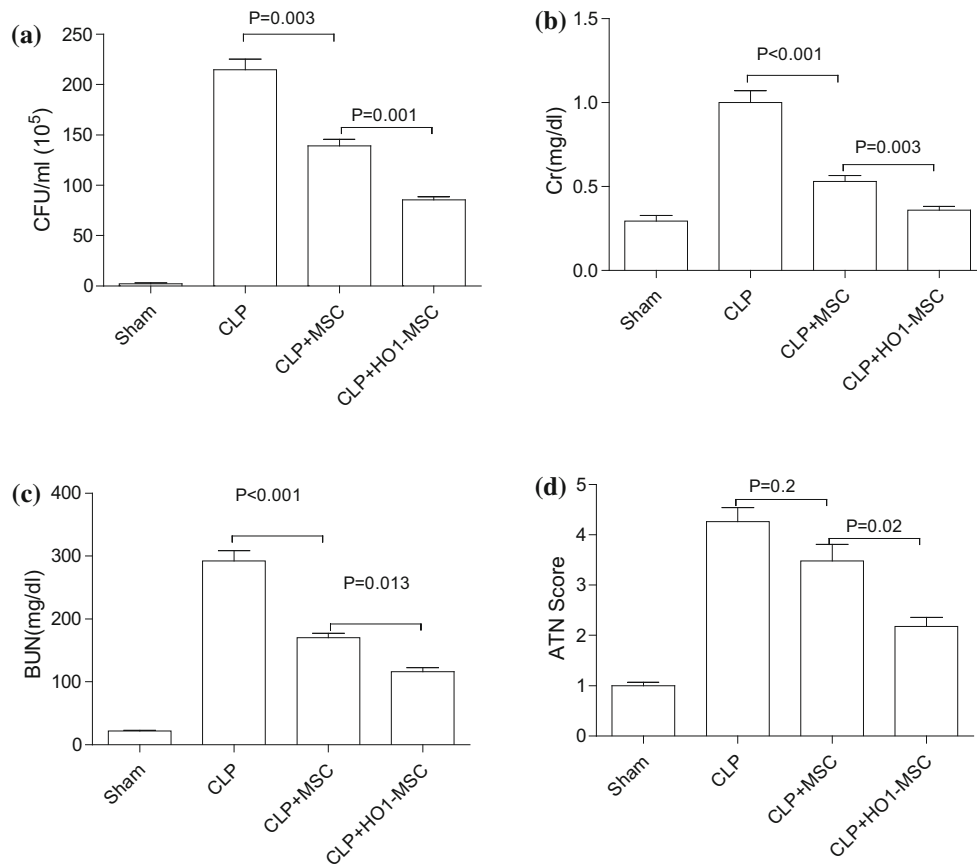 (a)
P=0.003
P=0.001
CFU/ml (10⁵)
250
200
150
100
50
0
Sham
CLP
CLP+MSC
CLP+HO1-MSC
(b)
P<0.001
P=0.003
Cr(mg/dl)
1.5
1.0
0.5
0.0
Sham
CLP
CLP+MSC
CLP+HO1-MSC
(c)
P<0.001
P=0.013
BUN(mg/dl)
400
300
200
100
0
Sham
CLP
CLP+MSC
CLP+HO1-MSC
(d)
P=0.2
P=0.02
ATN Score
5
4
3
2
1
0
Sham
CLP
CLP+MSC
CLP+HO1-MSC